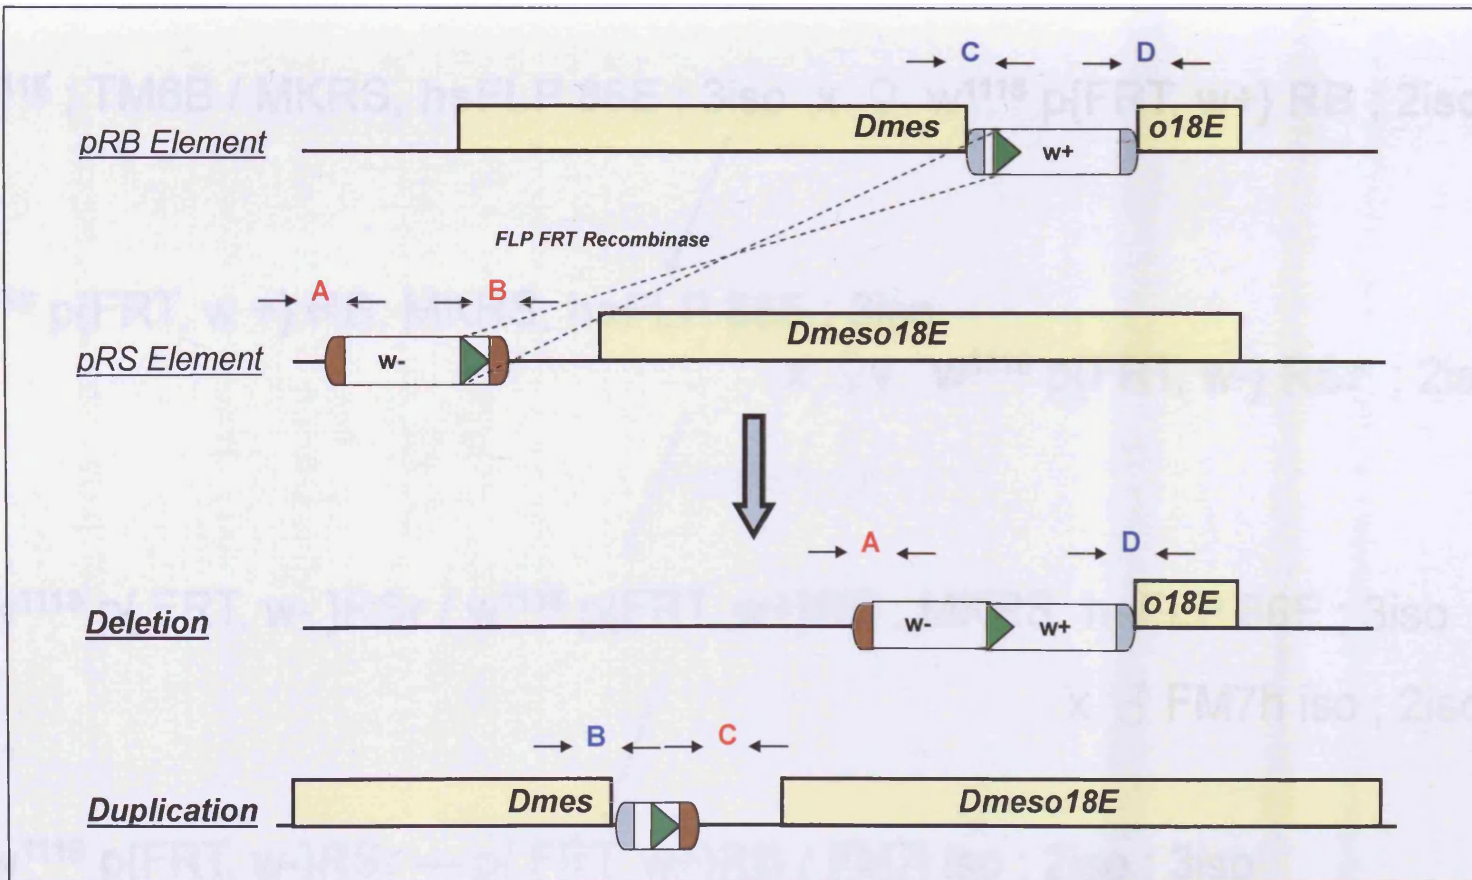 C D
pRB Element Dmes o18E
w+
FLP FRT Recombinase
A B
pRS Element Dmeso18E
w-
A D
Deletion o18E
w- w+
B C
Duplication Dmes Dmeso18E